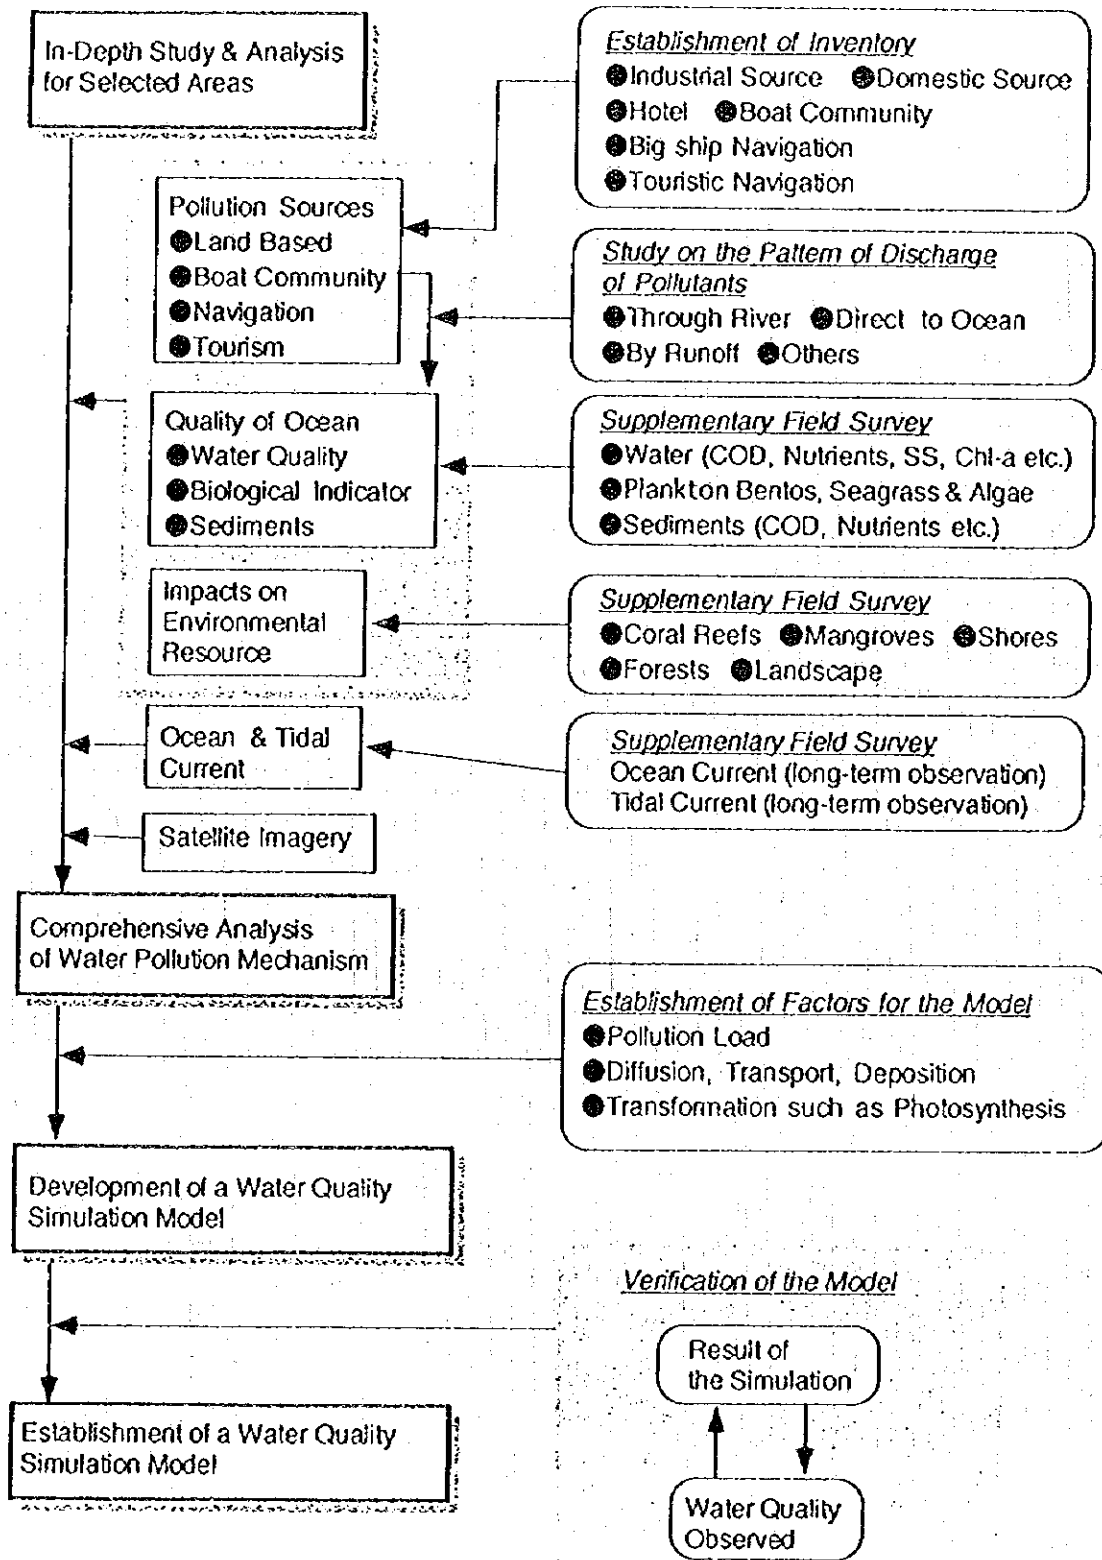 In-Depth Study & Analysis
for Selected Areas
Establishment of Inventory
●Industrial Source ●Domestic Source
●Hotel ●Boat Community
●Big ship Navigation
●Touristic Navigation
Pollution Sources
●Land Based
●Boat Community
●Navigation
●Tourism
Study on the Pattern of Discharge
of Pollutants
●Through River ●Direct to Ocean
●By Runoff ●Others
Quality of Ocean
●Water Quality
●Biological Indicator
●Sediments
Supplementary Field Survey
●Water (COD, Nutrients, SS, Chl-a etc.)
●Plankton Bentos, Seagrass & Algae
●Sediments (COD, Nutrients etc.)
Impacts on
Environmental
Resource
Supplementary Field Survey
●Coral Reefs ●Mangroves ●Shores
●Forests ●Landscape
Ocean & Tidal
Current
Supplementary Field Survey
Ocean Current (long-term observation)
Tidal Current (long-term observation)
Satellite Imagery
Comprehensive Analysis
of Water Pollution Mechanism
Establishment of Factors for the Model
●Pollution Load
●Diffusion, Transport, Deposition
●Transformation such as Photosynthesis
Development of a Water Quality
Simulation Model
Verification of the Model
Result of
the Simulation
Establishment of a Water Quality
Simulation Model
Water Quality
Observed